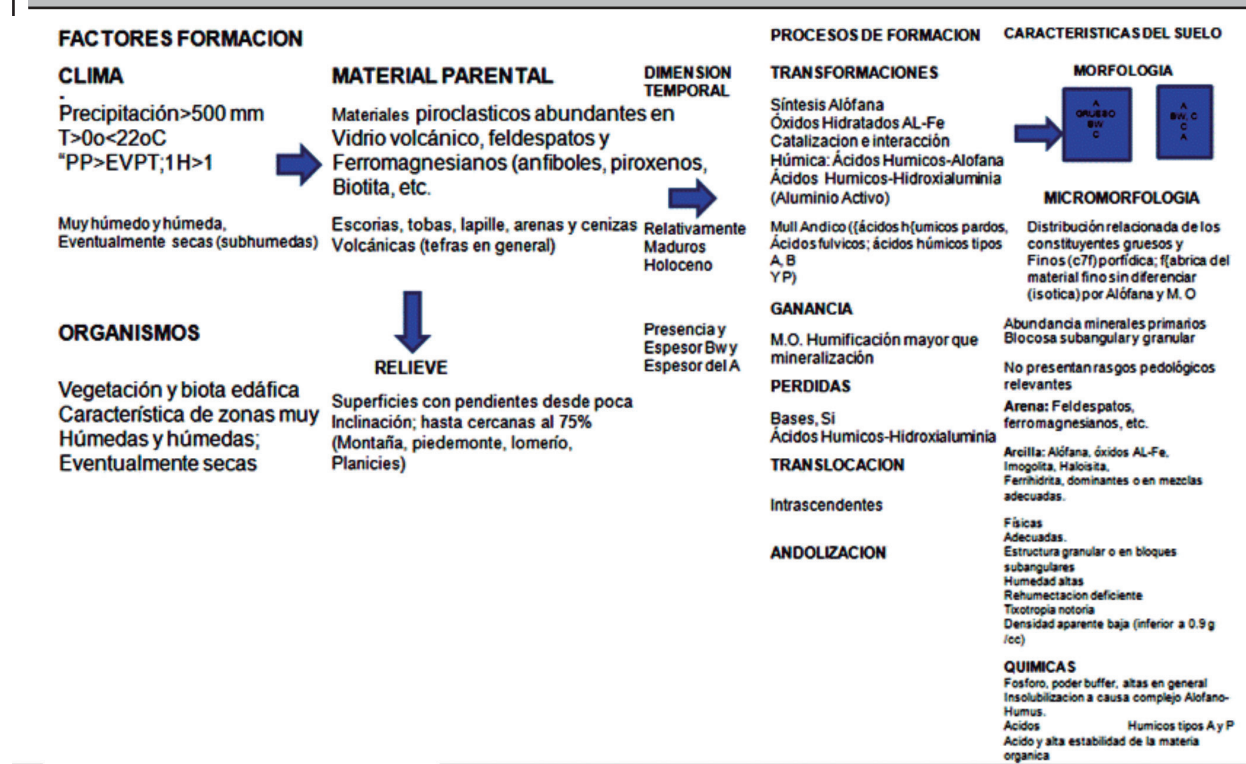 FACTORES FORMACION
CLIMA
-
Precipitación>500 mm
T>0o<22oC
“PP>EVPT;1H>1
Muy húmedo y húmeda,
Eventualmente secas (subhumedas)
ORGANISMOS
Vegetación y biota edáfica
Característica de zonas muy
Húmedas y húmedas;
Eventualmente secas
MATERIAL PARENTAL
Materiales piroclasticos abundantes en
Vidrio volcánico, feldespatos y
Ferromagnesianos (anfiboles, piroxenos,
Biotita, etc.
Escorias, tobas, lapille, arenas y cenizas
Volcánicas (tefras en general)
RELIEVE
Superficies con pendientes desde poca
Inclinación; hasta cercanas al 75%
(Montaña, piedemonte, lomerío,
Planicies)
DIMENSION
TEMPORAL
Relativamente
Maduros
Holoceno
Presencia y
Espesor Bw y
Espesor del A
PROCESOS DE FORMACION
TRANSFORMACIONES
Síntesis Alófana
Óxidos Hidratados AL-Fe
Catalizacion e interacción
Húmica: Ácidos Humicos-Alofana
Ácidos Humicos-Hidroxialuminia
(Aluminio Activo)
Mull Andico ({ácidos h{umicos pardos,
Ácidos fulvicos; ácidos húmicos tipos
A, B
Y P)
GANANCIA
M.O. Humificación mayor que
mineralización
PERDIDAS
Bases, Si
Ácidos Humicos-Hidroxialuminia
TRANSLOCACION
Intrascendentes
ANDOLIZACION
CARACTERISTICAS DEL SUELO
MORFOLOGIA
A
GRUESO
BW
C
A
BW, C
C
A
MICROMORFOLOGIA
Distribución relacionada de los
constituyentes gruesos y
Finos (c7f) porfídica; f{abrica del
material fino sin diferenciar
(isotica) por Alófana y M. O
Abundancia minerales primarios
Blocosa subangular y granular
No presentan rasgos pedológicos
relevantes
Arena: Feldespatos,
ferromagnesianos, etc.
Arcilla: Alófana, óxidos AL-Fe,
Imogolita, Haloisita,
Ferrihidrita, dominantes o en mezclas
adecuadas.
Físicas
Adecuadas.
Estructura granular o en bloques
subangulares
Humedad altas
Rehumectacion deficiente
Tixotropia notoria
Densidad aparente baja (inferior a 0.9 g
/cc)
QUIMICAS
Fosforo, poder buffer, altas en general
Insolubilizacion a causa complejo Alofano-
Humus.
Acidos Humicos tipos A y P
Acido y alta estabilidad de la materia
organica